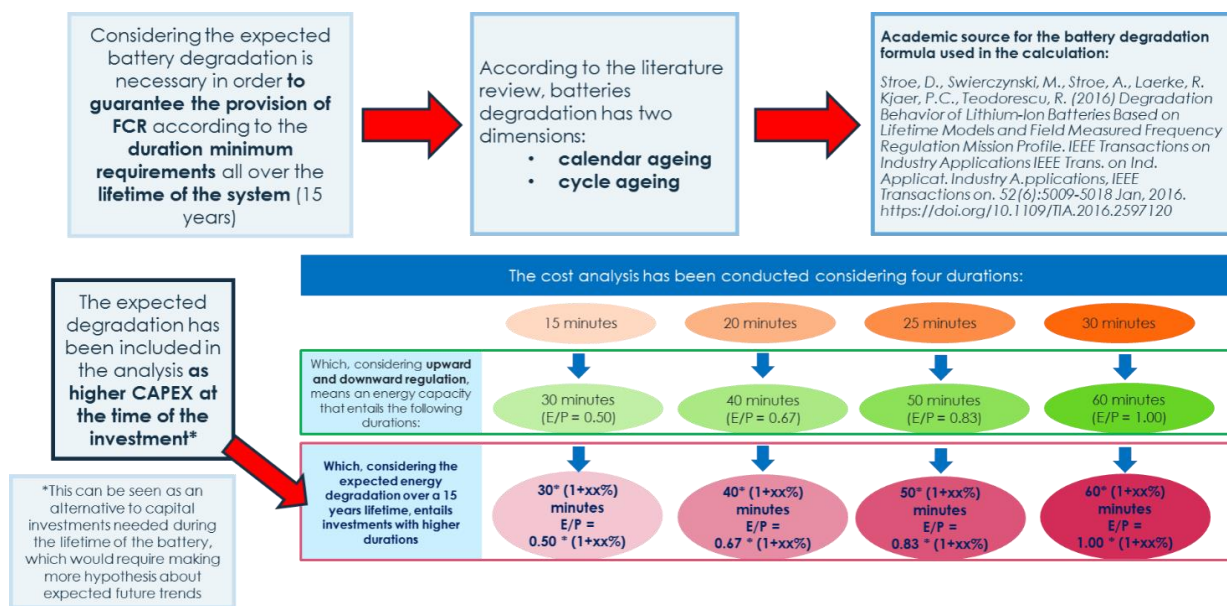 Considering the expected
battery degradation is
necessary in order to
guarantee the provision of
FCR according to the
duration minimum
requirements all over the
lifetime of the system (15
years)
According to the literature
review, batteries
degradation has two
dimensions:
• calendar ageing
• cycle ageing
Academic source for the battery degradation
formula used in the calculation:
Stroe, D., Swierczynski, M., Stroe, A., Laerke, R.
Kjaer, P.C., Teodorescu, R. (2016) Degradation
Behavior of Lithium-Ion Batteries Based on
Lifetime Models and Field Measured Frequency
Regulation Mission Profile. IEEE Transactions on
Industry Applications IEEE Trans. on Ind.
Applicat. Industry A.pplications, IEEE
Transactions on. 52(6):5009-5018 Jan, 2016.
https://doi.org/10.1109/TIA.2016.2597120
The expected
degradation has
been included in
the analysis as
higher CAPEX at
the time of the
investment*
*This can be seen as an
alternative to capital
investments needed during
the lifetime of the battery,
which would require making
more hypothesis about
expected future trends
The cost analysis has been conducted considering four durations:
15 minutes
20 minutes
25 minutes
30 minutes
Which, considering upward
and downward regulation,
means an energy capacity
that entails the following
durations:
30 minutes
(E/P = 0.50)
40 minutes
(E/P = 0.67)
50 minutes
(E/P = 0.83)
60 minutes
(E/P = 1.00)
Which, considering the
expected energy
degradation over a 15
years lifetime, entails
investments with higher
durations
30* (1+xx%)
minutes
E/P =
0.50 * (1+xx%)
40* (1+xx%)
minutes
E/P =
0.67 * (1+xx%)
50* (1+xx%)
minutes
E/P =
0.83 * (1+xx%)
60* (1+xx%)
minutes
E/P =
1.00 * (1+xx%)